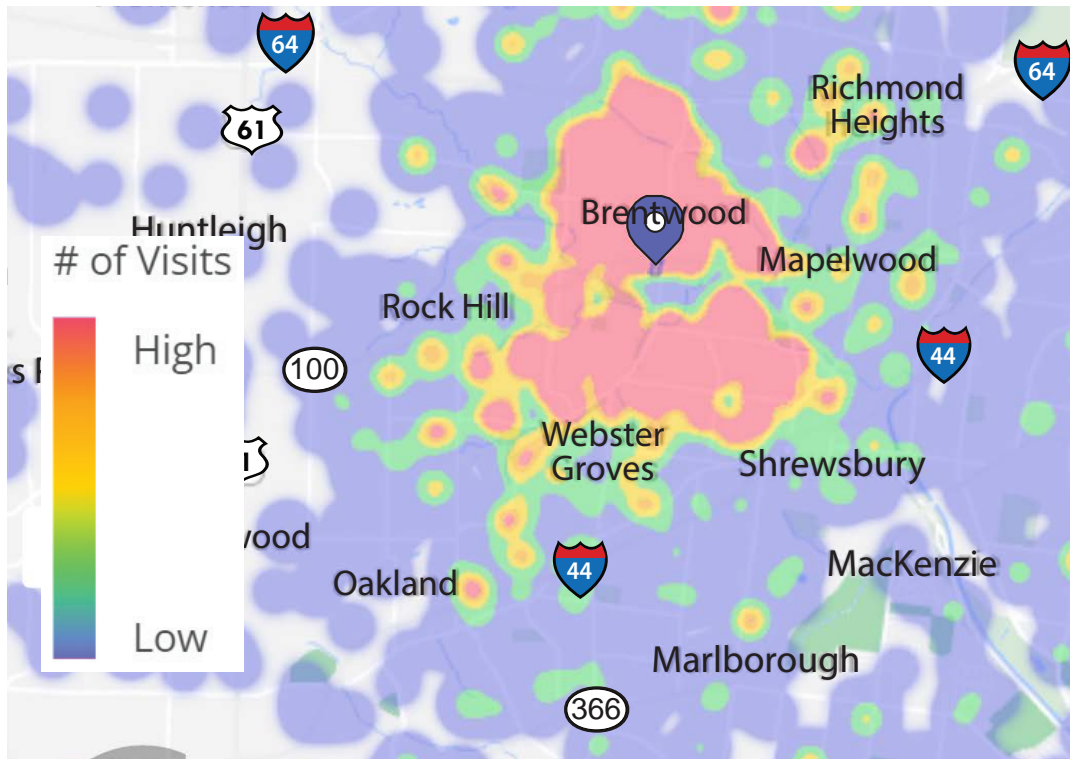 64
64
Richmond
Heights
61
Brentwood
Huntleigh
# of Visits
Mapelwood
Rock Hill
High
44
100
s
Webster
Groves
Shrewsbury
1
wood
44
MacKenzie
Oakland
Low
Marlborough
366